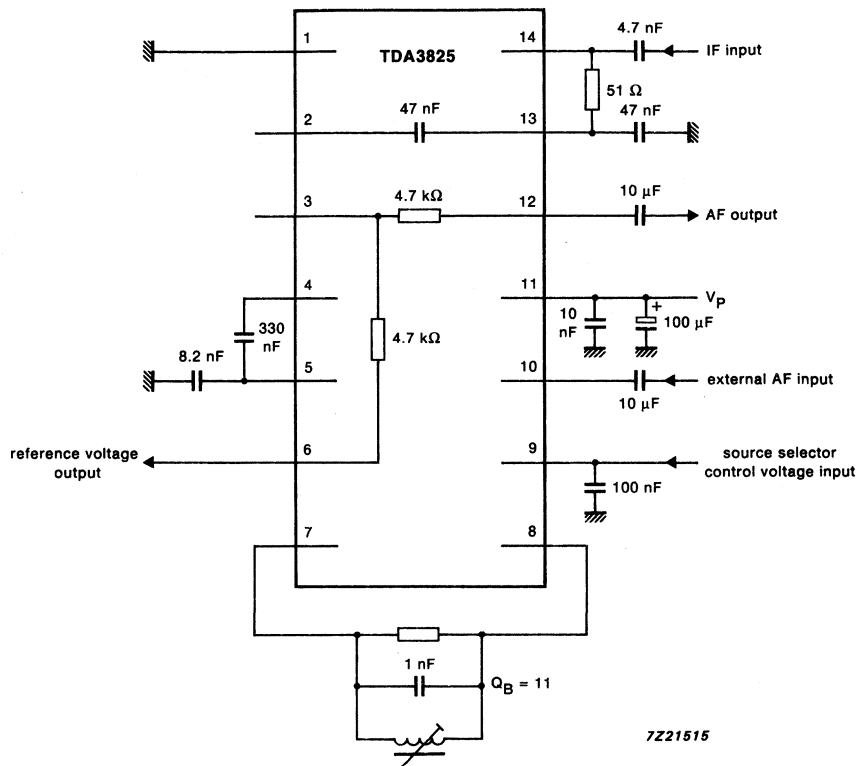 1
TDA3825
14
4.7 nF
IF input
51 Ω
2
47 nF
13
47 nF
3
4.7 kΩ
12
10 μF
AF output
4
11
V_P
10 nF
+
100 μF
330 nF
8.2 nF
4.7 kΩ
5
10
external AF input
10 μF
reference voltage
output
6
9
source selector
control voltage input
100 nF
7
8
1 nF
Q_B = 11
7Z21515